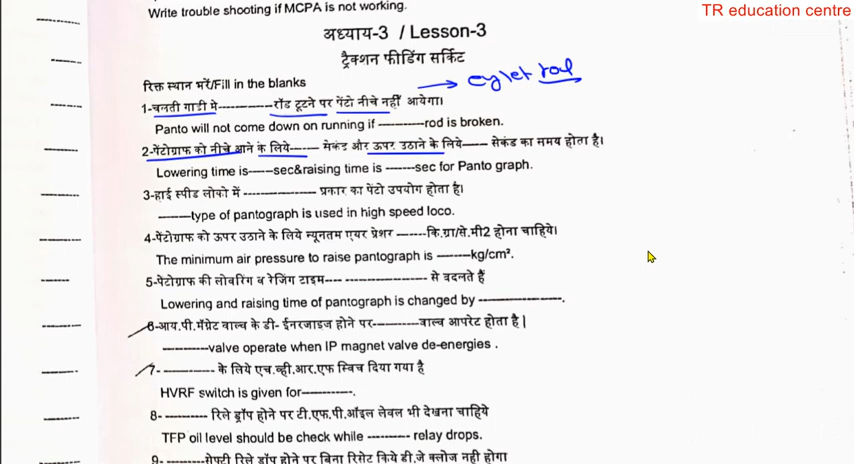 TR education centre
Write trouble shooting if MCPA is not working.
अध्याय-3 / Lesson-3
ट्रैक्शन फीडिंग सर्किट
रिक्त स्थान भरें/Fill in the blanks
1-चलती गाडी मे------------रॉड टूटने पर पेंटो नीचे नहीं आयेगा।
Panto will not come down on running if ----------rod is broken.
2-पेंटोग्राफ को नीचे आने के लिये------ सेकंड और ऊपर उठाने के लिये----- सेकंड का समय होता है।
Lowering time is-----sec&raising time is ------sec for Panto graph.
3-हाई स्पीड लोको में ---------------- प्रकार का पेंटो उपयोग होता है।
-------type of pantograph is used in high speed loco.
4-पेंटोग्राफ को ऊपर उठाने के लिये न्यूनतम एयर प्रेशर ------कि.ग्रा/से.मी2 होना चाहिये।
The minimum air pressure to raise pantograph is -------kg/cm².
5-पेंटोग्राफ की लोवरिंग व रेजिंग टाइम---- ------------------ से बदलते हैं
Lowering and raising time of pantograph is changed by ------------------.
6-आय.पी.मॅग्नेट वाल्व के डी- ईनरजाइज होने पर----------वाल्व आपरेट होता है|
----------valve operate when IP magnet valve de-energies .
7- ------------- के लिये एच.व्ही.आर.एफ स्विच दिया गया है
HVRF switch is given for-----------.
8- ---------- रिले ड्रॉप होने पर टी.एफ.पी.ऑइल लेवल भी देखना चाहिये
TFP oil level should be check while --------- relay drops.
9- ---------सेफ्टी रिले ड्रॉप होने पर बिना रिसेट किये डी.जे क्लोज नही होगा